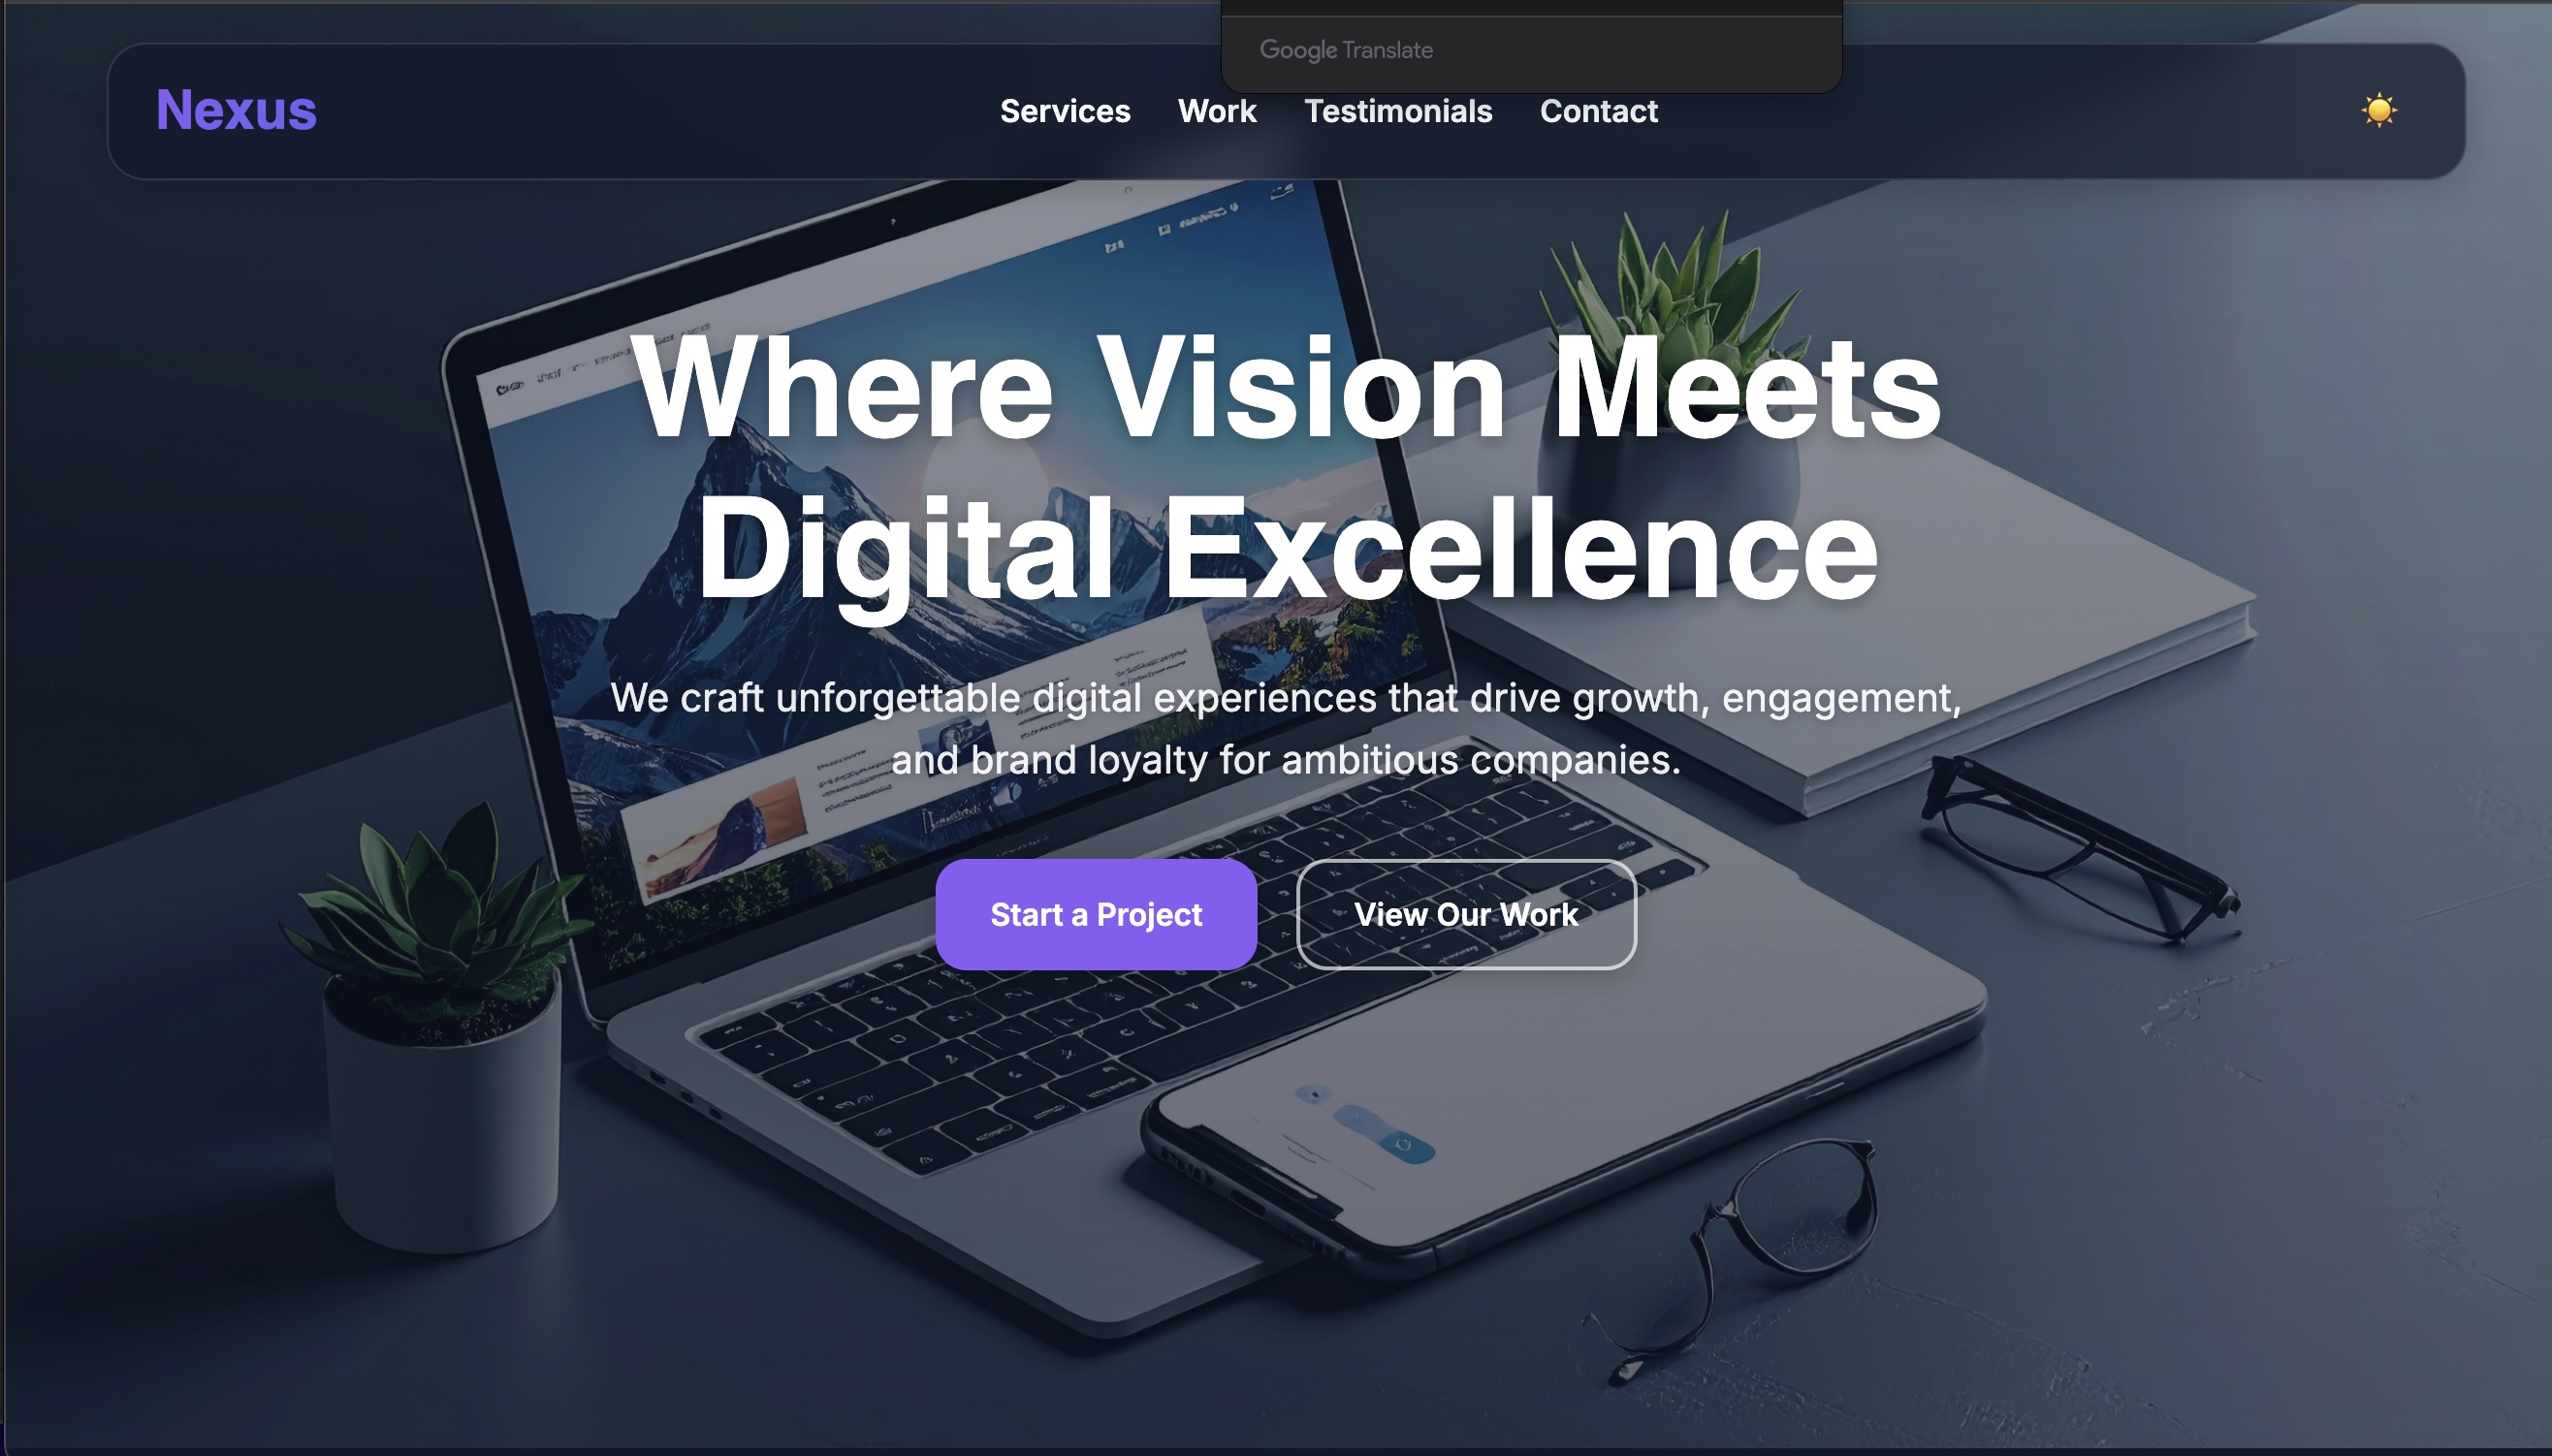 Google Translate
Nexus
Services Work Testimonials Contact
Where Vision Meets
Digital Excellence
We craft unforgettable digital experiences that drive growth, engagement,
and brand loyalty for ambitious companies.
Start a Project
View Our Work